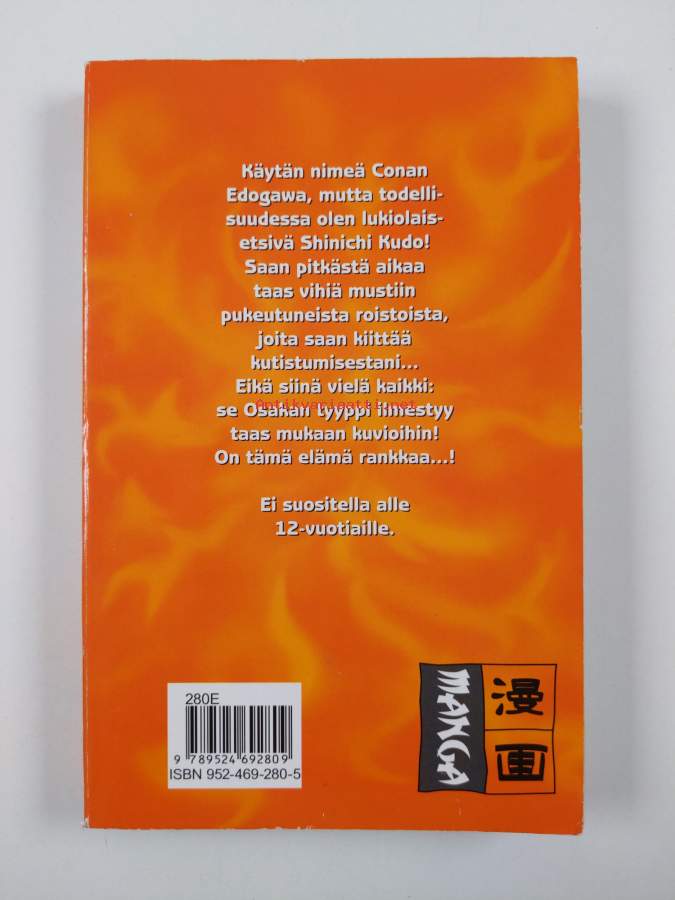 Käytän nimeä Conan
Edogawa, mutta todelli-
suudessa olen lukiolais-
etsivä Shinichi Kudo!
Saan pitkästä aikaa
taas vihiä mustiin
pukeutuneista roistoista,
joita saan kiittää
kutistumisestani...
Eikä siinä vielä kaikki:
Antikvariaatti.net
se Osakan tyyppi ilmestyy
taas mukaan kuvioihin!
On tämä elämä rankkaa...!
Ei suositella alle
12-vuotiaille.
280E
9 789524 692809
ISBN 952-469-280-5
MANGA
漫画